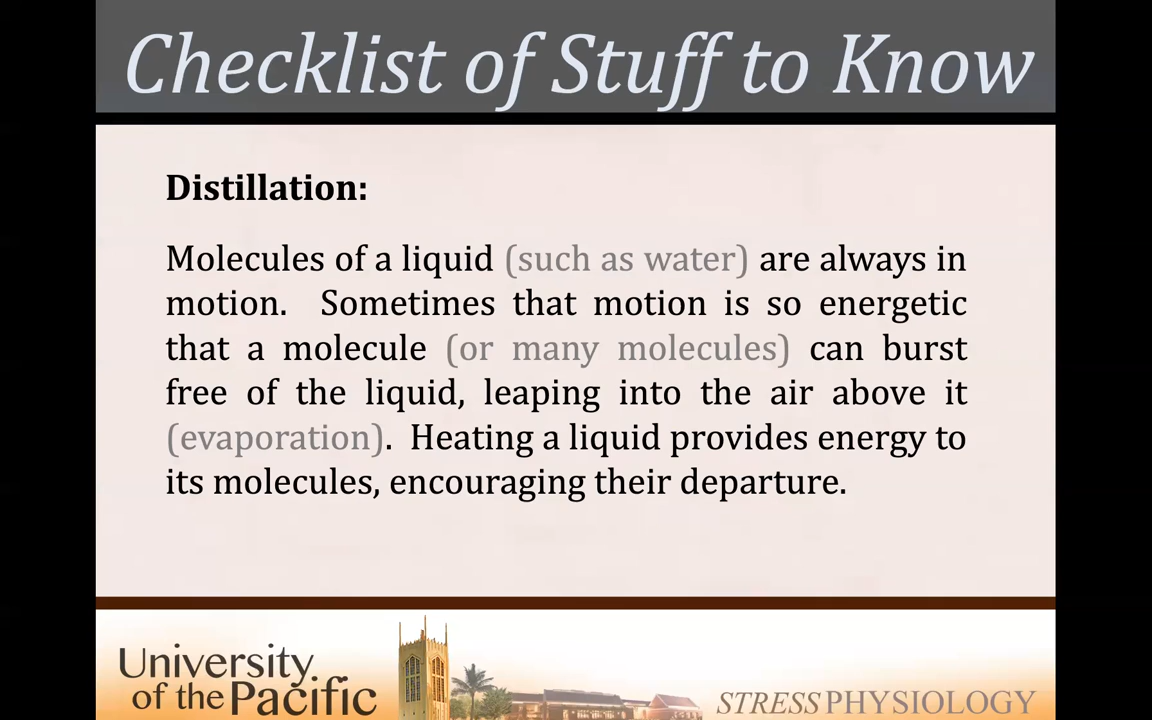 Checklist of Stuff to Know
Distillation:
Molecules of a liquid (such as water) are always in
motion.  Sometimes that motion is so energetic
that a molecule (or many molecules) can burst
free of the liquid, leaping into the air above it
(evaporation).  Heating a liquid provides energy to
its molecules, encouraging their departure.
University
of the Pacific
STRESSPHYSIOLOGY